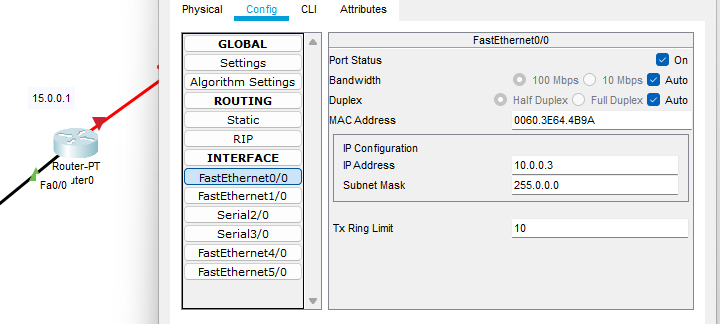 Physical Config CLI Attributes
GLOBAL
Settings
Algorithm Settings
ROUTING
Static
RIP
INTERFACE
FastEthernet0/0
FastEthernet1/0
Serial2/0
Serial3/0
FastEthernet4/0
FastEthernet5/0
FastEthernet0/0
Port Status On
Bandwidth 100 Mbps 10 Mbps Auto
Duplex Half Duplex Full Duplex Auto
MAC Address 0060.3E64.4B9A
IP Configuration
IP Address 10.0.0.3
Subnet Mask 255.0.0.0
Tx Ring Limit 10
15.0.0.1
Router-PT
uter0
Fa0/0